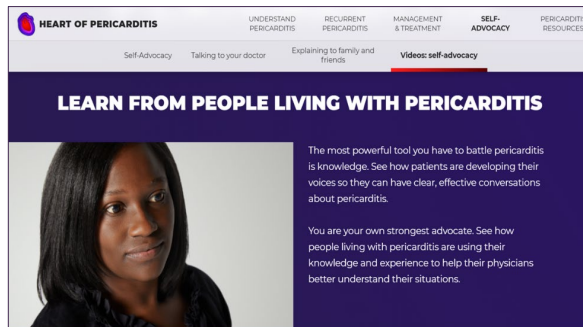 HEART OF PERICARDITIS
UNDERSTAND
PERICARDITIS
RECURRENT
PERICARDITIS
MANAGEMENT
& TREATMENT
SELF-
ADVOCACY
PERICARDITIS
RESOURCES
Self-Advocacy
Talking to your doctor
Explaining to family and
friends
Videos: self-advocacy
LEARN FROM PEOPLE LIVING WITH PERICARDITIS
The most powerful tool you have to battle pericarditis
is knowledge. See how patients are developing their
voices so they can have clear, effective conversations
about pericarditis.
You are your own strongest advocate. See how
people living with pericarditis are using their
knowledge and experience to help their physicians
better understand their situations.